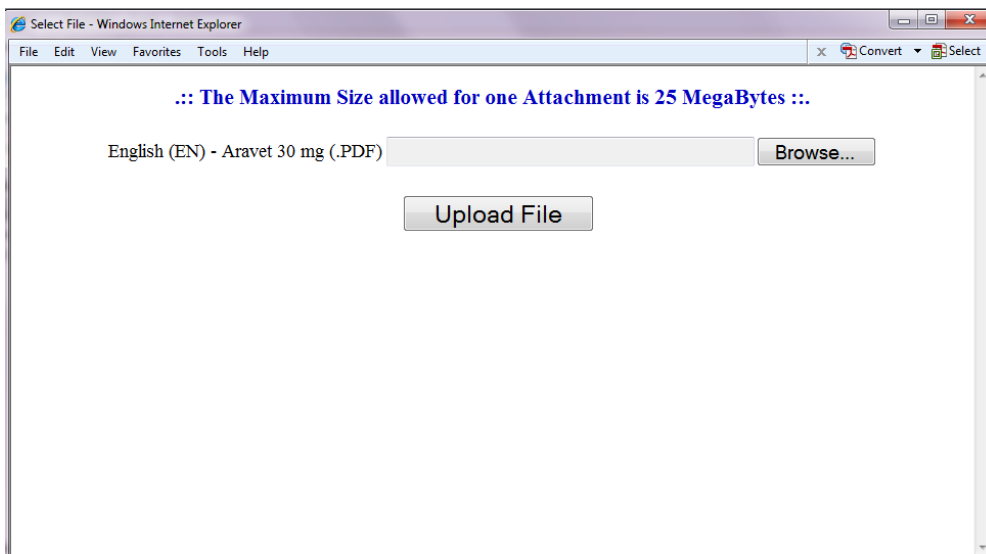 Select File - Windows Internet Explorer
File Edit View Favorites Tools Help x Convert Select
.:: The Maximum Size allowed for one Attachment is 25 MegaBytes ::.
English (EN) - Aravet 30 mg (.PDF) Browse...
Upload File